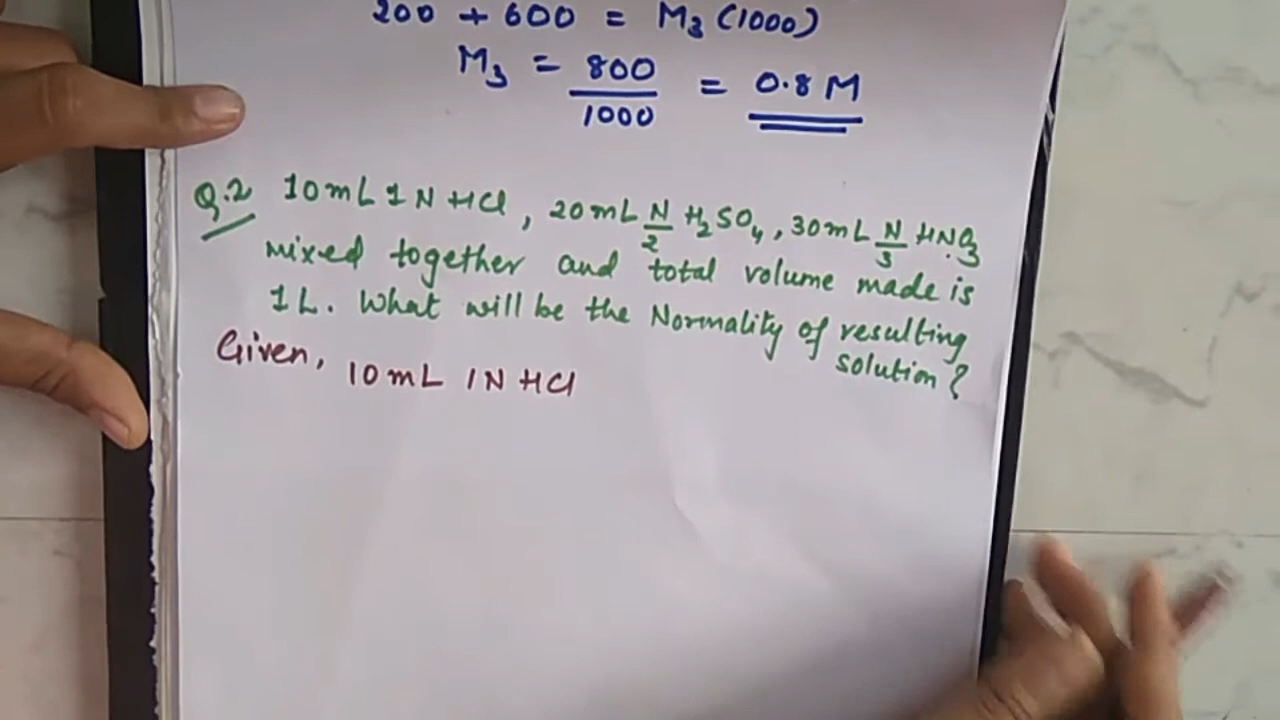 200 + 600 = M₃ (1000)
M₃ = 800/1000 = 0.8 M
Q.2 10mL 1 N HCl, 20mL N/2 H₂SO₄, 30mL N/3 HNO₃
mixed together and total volume made is
1L. What will be the Normality of resulting
solution?
Given, 10mL 1N HCl